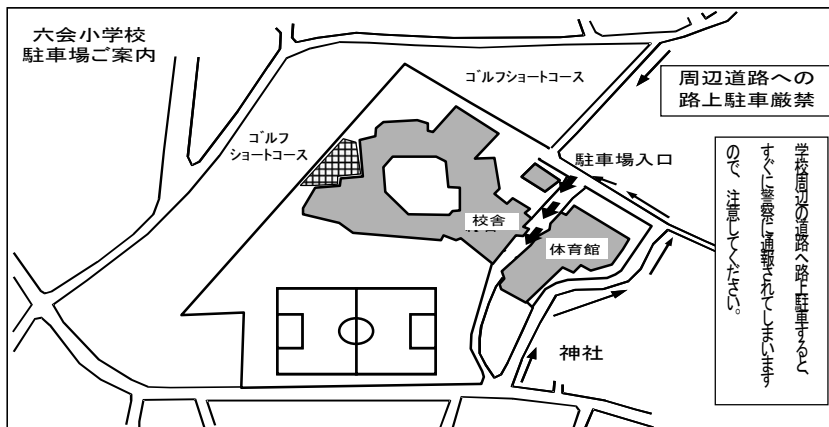 六会小学校
駐車場ご案内
ゴルフショートコース
周辺道路への
路上駐車厳禁
ゴルフ
ショートコース
駐車場入口
学校周辺の道路へ路上駐車すると、
すぐに警察に通報されてしまいます
ので、注意してください。
校舎
体育館
神社